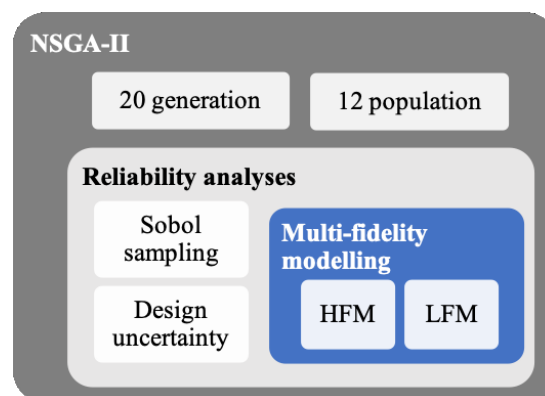 NSGA-II
20 generation
12 population
Reliability analyses
Sobol
sampling
Design
uncertainty
Multi-fidelity
modelling
HFM
LFM